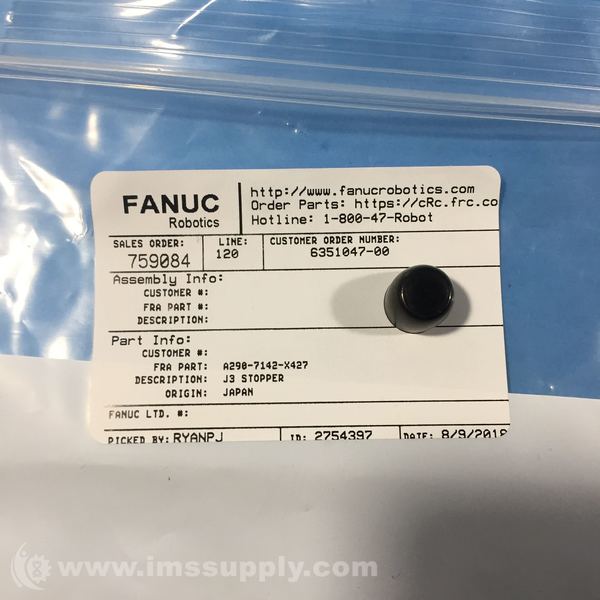 FANUC
Robotics
http://www.fanucrobotics.com
Order Parts: https://cRc.frc.co
Hotline: 1-800-47-Robot
SALES ORDER:
759084
LINE:
120
CUSTOMER ORDER NUMBER:
6351047-00
Assembly Info:
CUSTOMER #:
FRA PART #:
DESCRIPTION:
Part Info:
CUSTOMER #:
FRA PART: A290-7142-X427
DESCRIPTION: J3 STOPPER
ORIGIN: JAPAN
FANUC LTD. #:
PICKED BY: RYANPJ
ID: 2754397
DATE: 8/9/201
www.imssupply.com